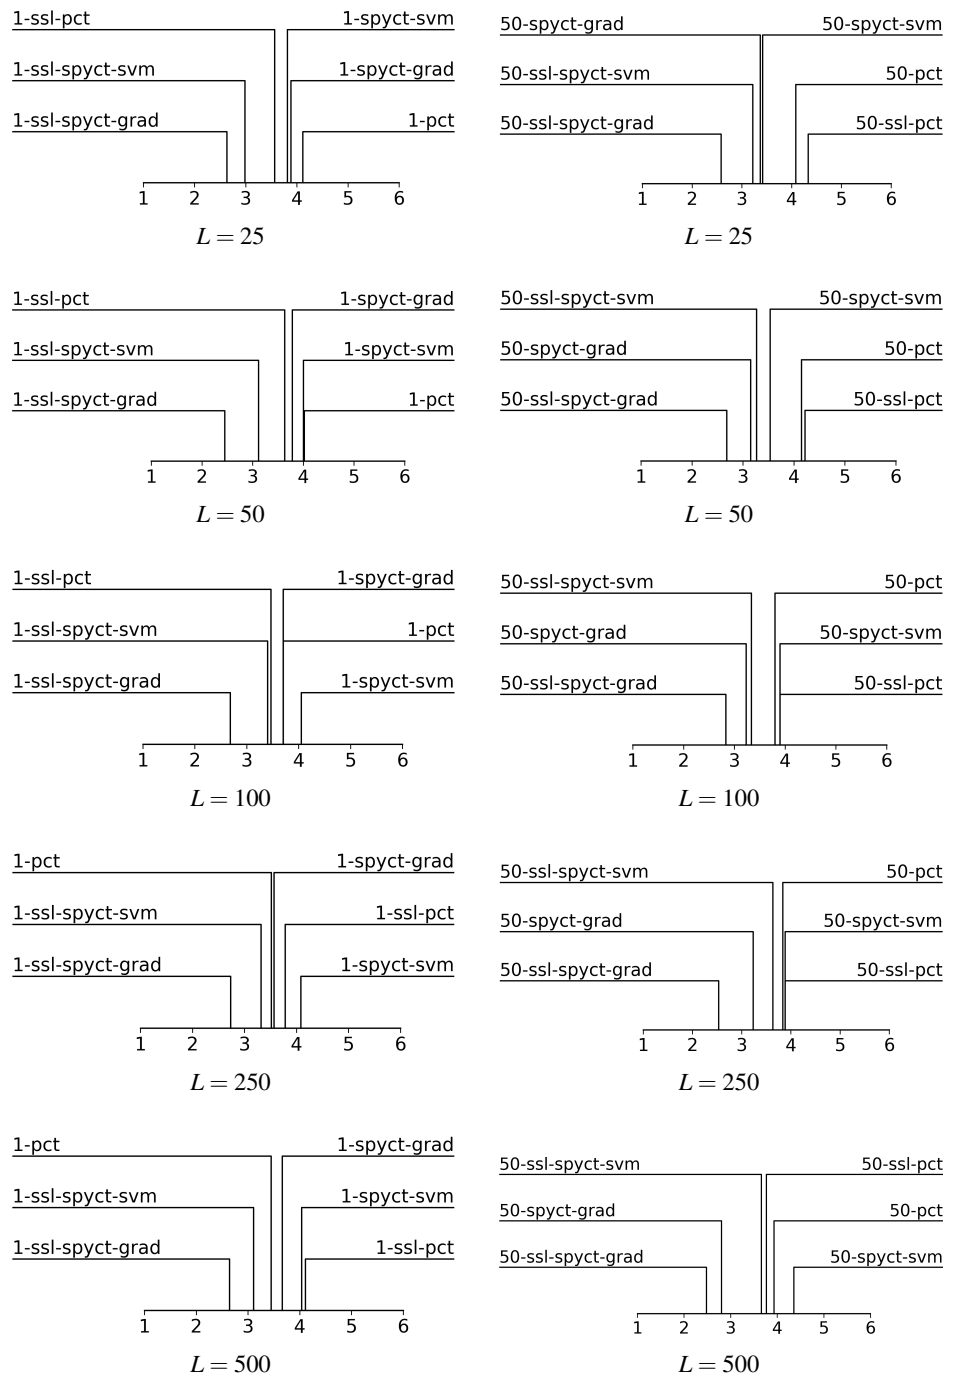 1-ssl-pct 1-spyct-svm
1-ssl-spyct-svm 1-spyct-grad
1-ssl-spyct-grad 1-pct
1 2 3 4 5 6
L = 25
50-spyct-grad 50-spyct-svm
50-ssl-spyct-svm 50-pct
50-ssl-spyct-grad 50-ssl-pct
1 2 3 4 5 6
L = 25
1-ssl-pct 1-spyct-grad
1-ssl-spyct-svm 1-spyct-svm
1-ssl-spyct-grad 1-pct
1 2 3 4 5 6
L = 50
50-ssl-spyct-svm 50-spyct-svm
50-spyct-grad 50-pct
50-ssl-spyct-grad 50-ssl-pct
1 2 3 4 5 6
L = 50
1-ssl-pct 1-spyct-grad
1-ssl-spyct-svm 1-pct
1-ssl-spyct-grad 1-spyct-svm
1 2 3 4 5 6
L = 100
50-ssl-spyct-svm 50-pct
50-spyct-grad 50-spyct-svm
50-ssl-spyct-grad 50-ssl-pct
1 2 3 4 5 6
L = 100
1-pct 1-spyct-grad
1-ssl-spyct-svm 1-ssl-pct
1-ssl-spyct-grad 1-spyct-svm
1 2 3 4 5 6
L = 250
50-ssl-spyct-svm 50-pct
50-spyct-grad 50-spyct-svm
50-ssl-spyct-grad 50-ssl-pct
1 2 3 4 5 6
L = 250
1-pct 1-spyct-grad
1-ssl-spyct-svm 1-spyct-svm
1-ssl-spyct-grad 1-ssl-pct
1 2 3 4 5 6
L = 500
50-ssl-spyct-svm 50-ssl-pct
50-spyct-grad 50-pct
50-ssl-spyct-grad 50-spyct-svm
1 2 3 4 5 6
L = 500